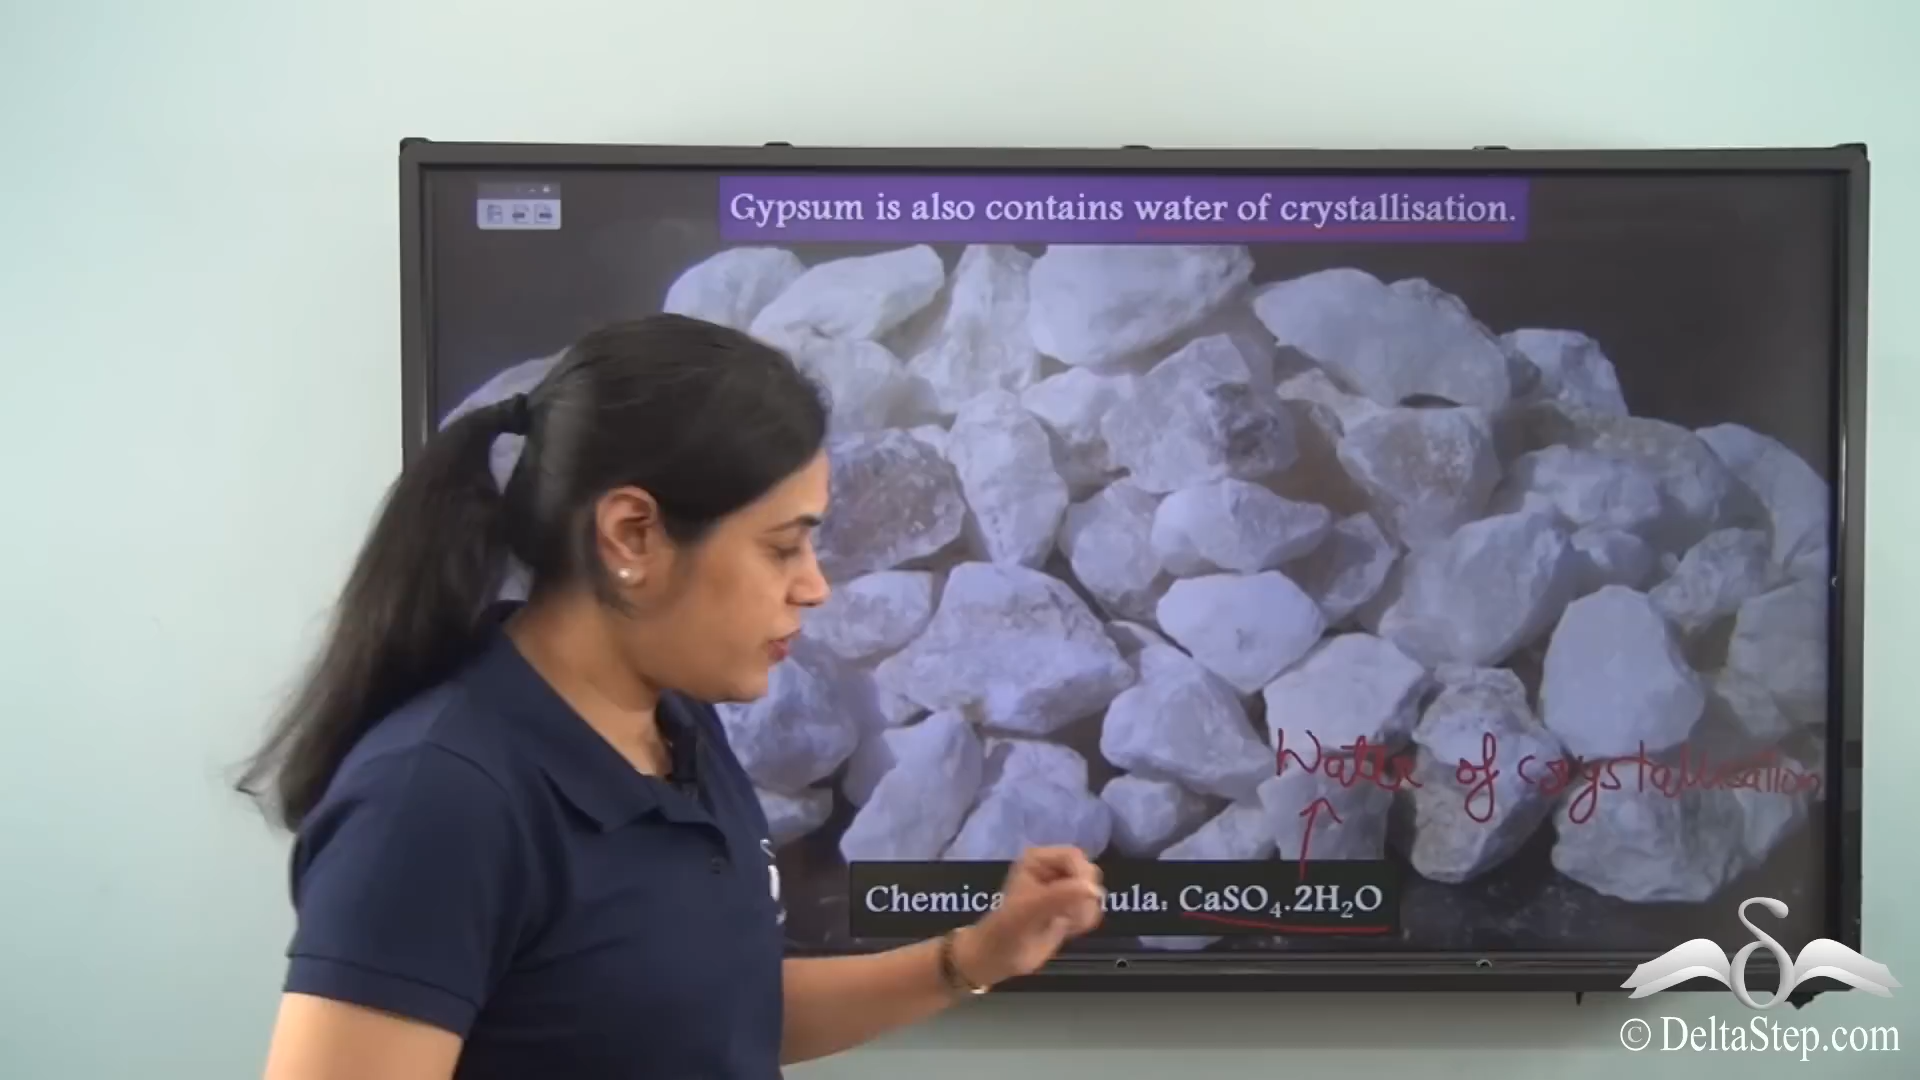 Gypsum is also contains water of crystallisation.
Water of crystallisation
Chemica ula: CaSO₄.2H₂O
© DeltaStep.com